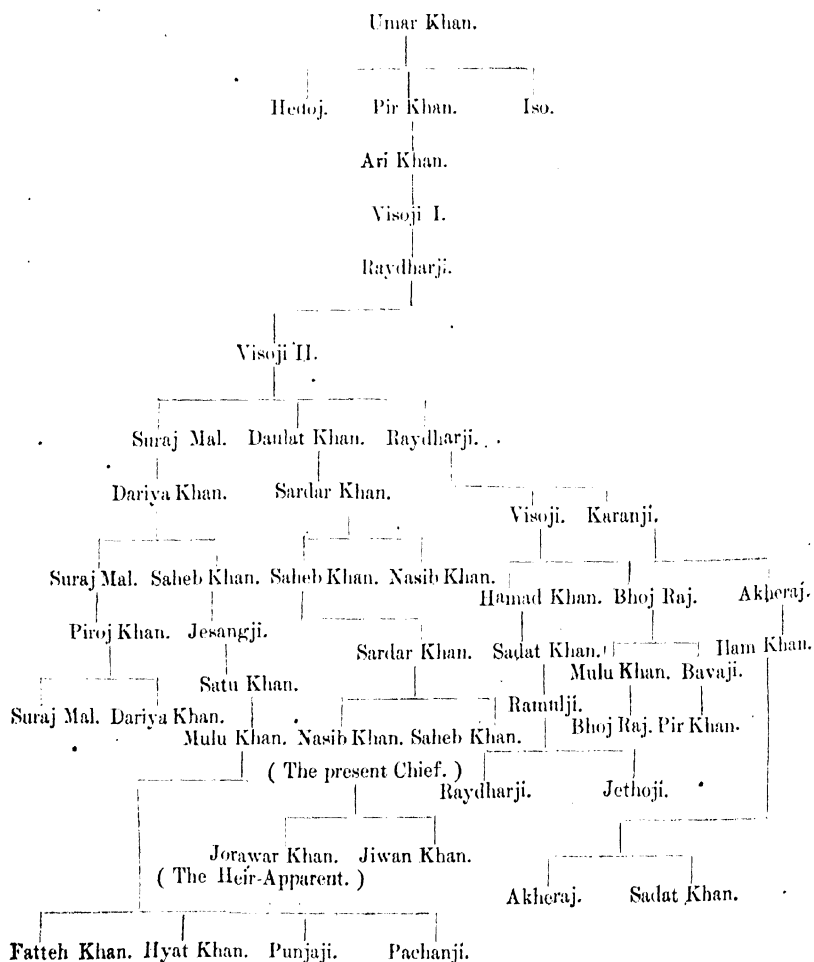 Umar Khan.
Hedoj. Pir Khan. Iso.
Ari Khan.
Visoji I.
Raydharji.
Visoji II.
Suraj Mal. Daulat Khan. Raydharji.
Dariya Khan. Sardar Khan.
Visoji. Karanji.
Suraj Mal. Saheb Khan. Saheb Khan. Nasib Khan.
Hamad Khan. Bhoj Raj. Akheraj.
Piroj Khan. Jesangji.
Sardar Khan. Sadat Khan. Ilam Khan.
Mulu Khan. Bavaji.
Satu Khan.
Ramulji.
Suraj Mal. Dariya Khan.
Bhoj Raj. Pir Khan.
Mulu Khan. Nasib Khan. Saheb Khan.
( The present Chief. )
Raydharji. Jethoji.
Jorawar Khan. Jiwan Khan.
( The Heir-Apparent. )
Akheraj. Sadat Khan.
Fatteh Khan. Hyat Khan. Punjaji. Pachanji.